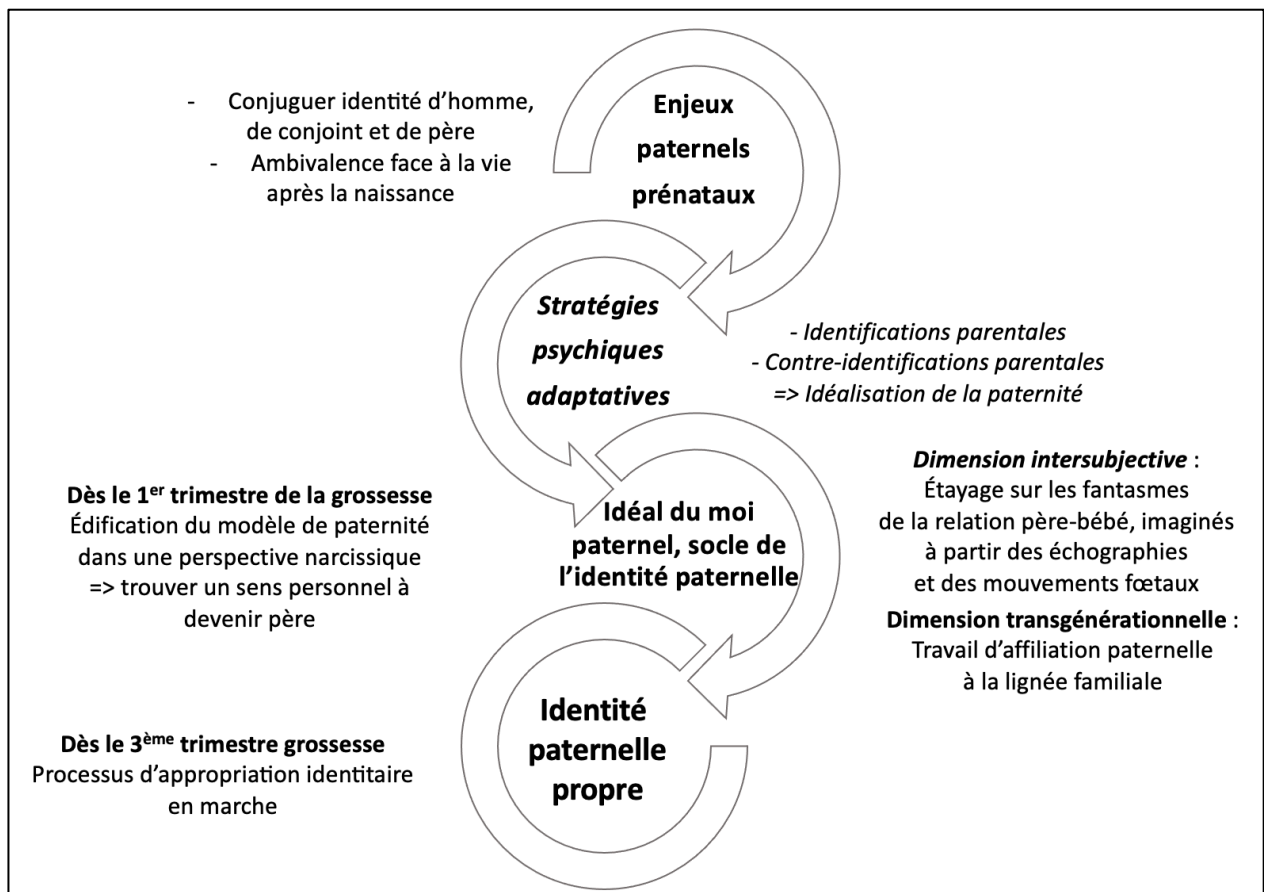 - Conjuguer identité d’homme,
de conjoint et de père
- Ambivalence face à la vie
après la naissance
Enjeux
paternels
prénataux
Stratégies
psychiques
adaptatives
- Identifications parentales
- Contre-identifications parentales
=> Idéalisation de la paternité
Dès le 1er trimestre de la grossesse
Édification du modèle de paternité
dans une perspective narcissique
=> trouver un sens personnel à
devenir père
Idéal du moi
paternel, socle de
l’identité paternelle
Dimension intersubjective :
Étayage sur les fantasmes
de la relation père-bébé, imaginés
à partir des échographies
et des mouvements fœtaux
Dimension transgénérationnelle :
Travail d’affiliation paternelle
à la lignée familiale
Dès le 3ème trimestre grossesse
Processus d’appropriation identitaire
en marche
Identité
paternelle
propre